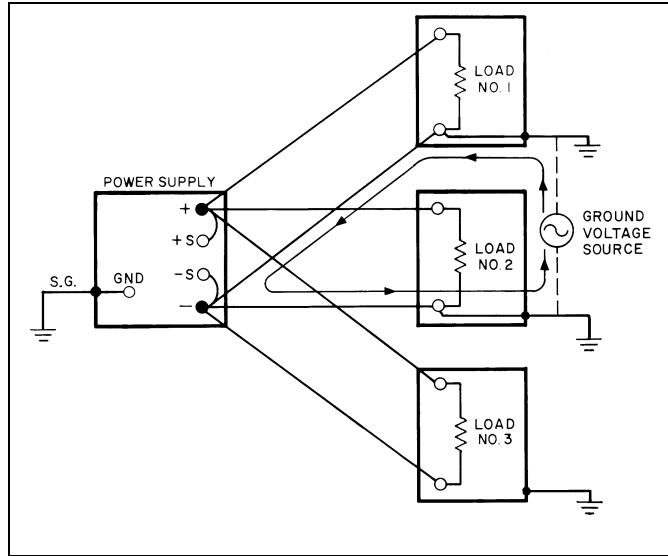 LOAD
NO. 1
POWER SUPPLY
+
+S
-S
S.G.
GND
-
LOAD
NO. 2
GROUND
VOLTAGE
SOURCE
LOAD
NO. 3